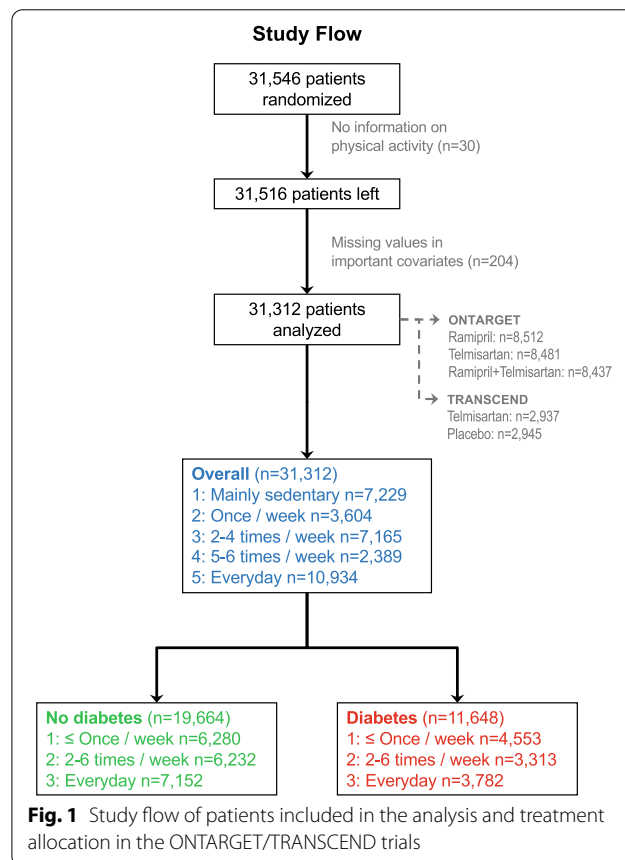 Study Flow
31,546 patients
randomized
No information on
physical activity (n=30)
31,516 patients left
Missing values in
important covariates (n=204)
31,312 patients
analyzed
ONTARGET
Ramipril: n=8,512
Telmisartan: n=8,481
Ramipril+Telmisartan: n=8,437
TRANSCEND
Telmisartan: n=2,937
Placebo: n=2,945
Overall (n=31,312)
1: Mainly sedentary n=7,229
2: Once / week n=3,604
3: 2-4 times / week n=7,165
4: 5-6 times / week n=2,389
5: Everyday n=10,934
No diabetes (n=19,664)
1: ≤ Once / week n=6,280
2: 2-6 times / week n=6,232
3: Everyday n=7,152
Diabetes (n=11,648)
1: ≤ Once / week n=4,553
2: 2-6 times / week n=3,313
3: Everyday n=3,782
Fig. 1 Study flow of patients included in the analysis and treatment
allocation in the ONTARGET/TRANSCEND trials